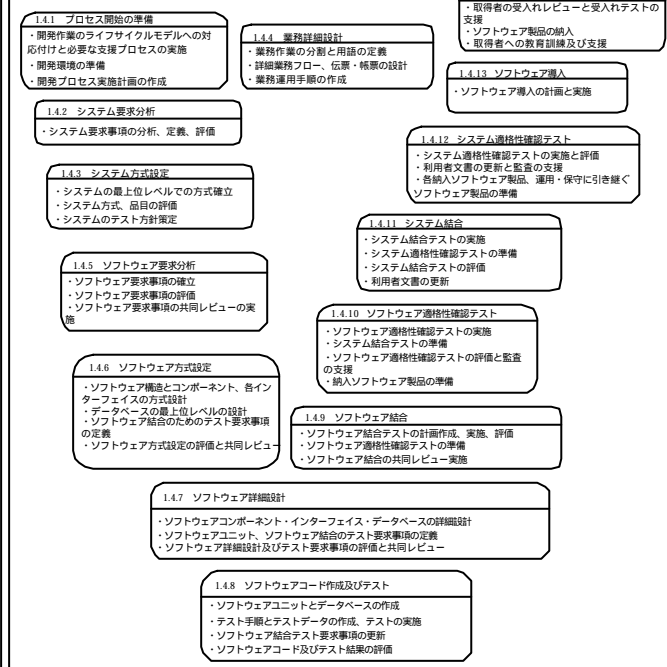 1.4.1 プロセス開始の準備
・開発作業のライフサイクルモデルへの対
応付けと必要な支援プロセスの実施
・開発環境の準備
・開発プロセス実施計画の作成
1.4.2 システム要求分析
・システム要求事項の分析、定義、評価
1.4.3 システム方式設定
・システムの最上位レベルでの方式確立
・システム方式、品目の評価
・システムのテスト方針策定
1.4.4 業務詳細設計
・業務作業の分割と用語の定義
・詳細業務フロー、伝票・帳票の設計
・業務運用手順の作成
1.4.5 ソフトウェア要求分析
・ソフトウェア要求事項の確立
・ソフトウェア要求事項の評価
・ソフトウェア要求事項の共同レビューの実
施
1.4.6 ソフトウェア方式設定
・ソフトウェア構造とコンポーネント、各イン
ターフェイスの方式設計
・データベースの最上位レベルの設計
・ソフトウェア結合のためのテスト要求事項
の定義
・ソフトウェア方式設定の評価と共同レビュー
1.4.7 ソフトウェア詳細設計
・ソフトウェアコンポーネント・インターフェイス・データベースの詳細設計
・ソフトウェアユニット、ソフトウェア結合のテスト要求事項の定義
・ソフトウェア詳細設計及びテスト要求事項の評価と共同レビュー
1.4.8 ソフトウェアコード作成及びテスト
・ソフトウェアユニットとデータベースの作成
・テスト手順とテストデータの作成、テストの実施
・ソフトウェア結合テスト要求事項の更新
・ソフトウェアコード及びテスト結果の評価
1.4.9 ソフトウェア結合
・ソフトウェア結合テストの計画作成、実施、評価
・ソフトウェア適格性確認テストの準備
・ソフトウェア結合の共同レビュー実施
1.4.10 ソフトウェア適格性確認テスト
・ソフトウェア適格性確認テストの実施
・システム結合テストの準備
・ソフトウェア適格性確認テストの評価と監査
の支援
・納入ソフトウェア製品の準備
1.4.11 システム結合
・システム結合テストの実施
・システム適格性確認テストの準備
・システム結合テストの評価
・利用者文書の更新
1.4.12 システム適格性確認テスト
・システム適格性確認テストの実施と評価
・利用者文書の更新と監査の支援
・各納入ソフトウェア製品、運用・保守に引き継ぐ
ソフトウェア製品の準備
1.4.13 ソフトウェア導入
・ソフトウェア導入の計画と実施
・取得者の受入れレビューと受入れテストの
支援
・ソフトウェア製品の納入
・取得者への教育訓練及び支援